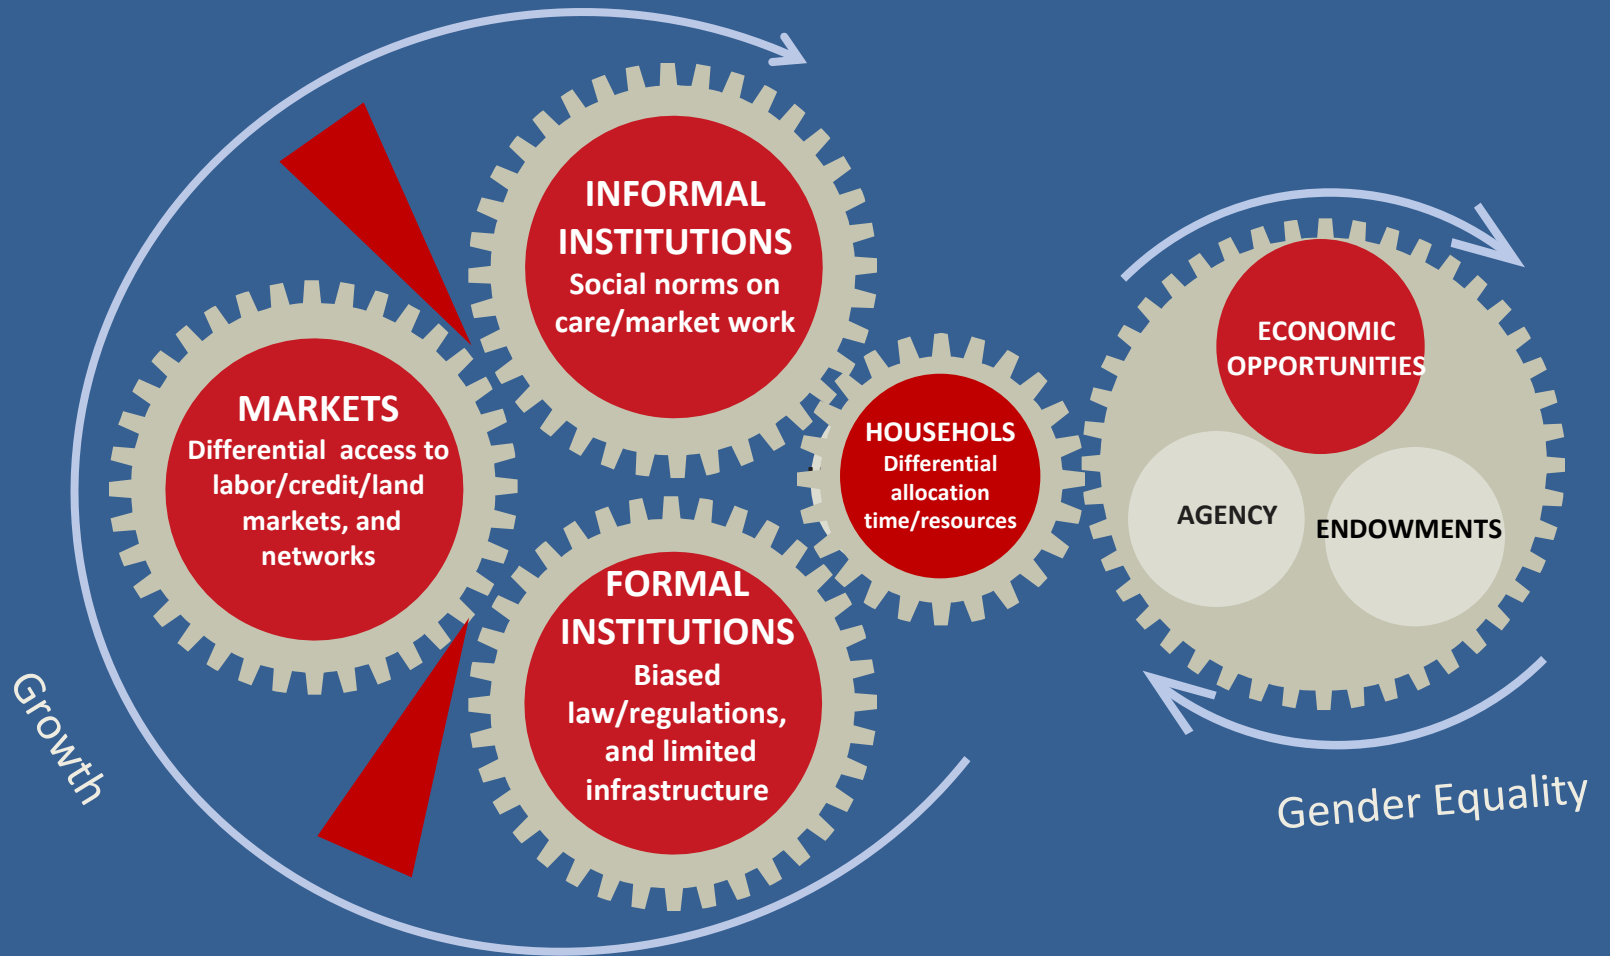 INFORMAL
INSTITUTIONS
Social norms on
care/market work
MARKETS
Differential access to
labor/credit/land
markets, and
networks
FORMAL
INSTITUTIONS
Biased
law/regulations,
and limited
infrastructure
HOUSEHOLS
Differential
allocation
time/resources
ECONOMIC
OPPORTUNITIES
AGENCY
ENDOWMENTS
Growth
Gender Equality